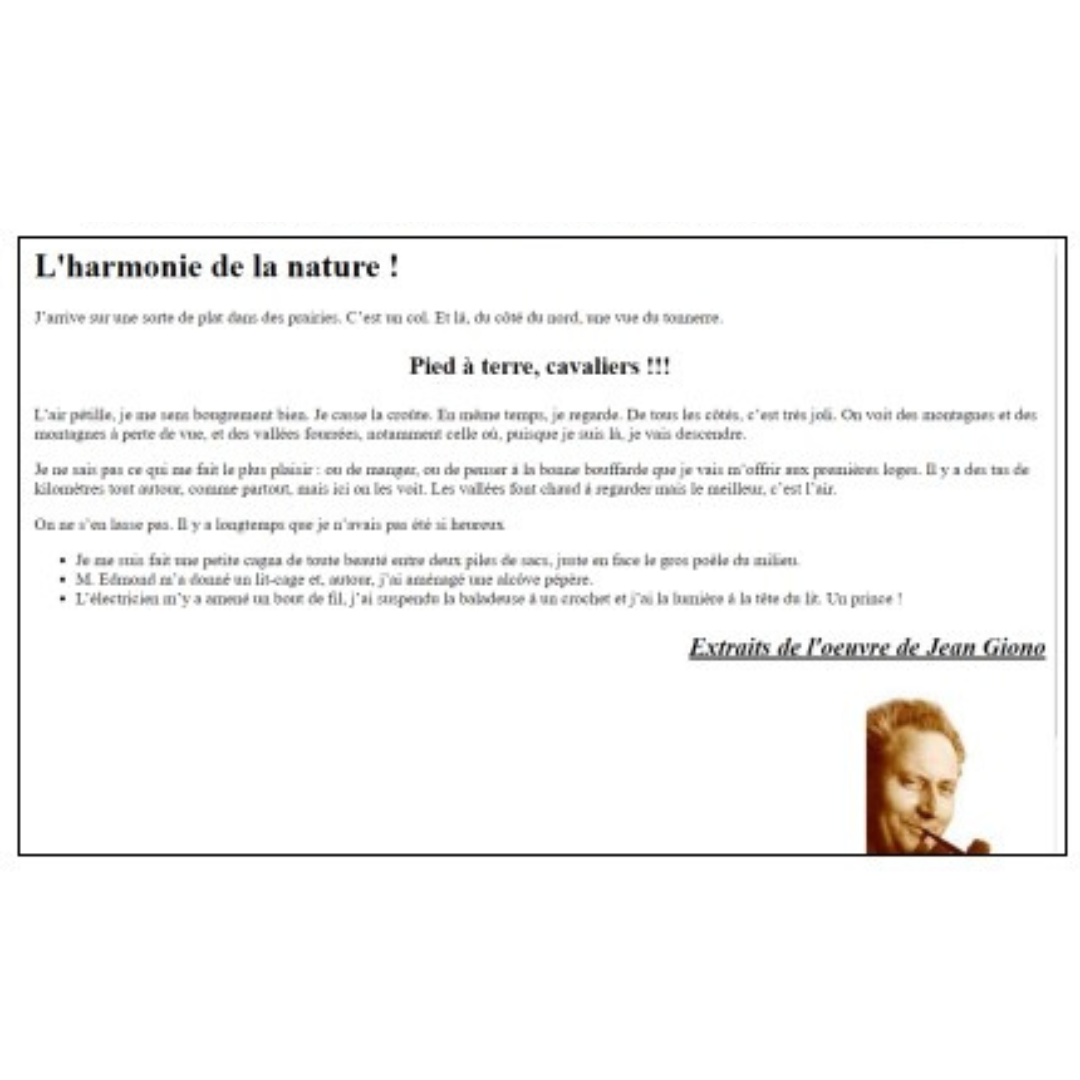 L'harmonie de la nature !
J’arrive sur une sorte de plat dans des prairies. C’est un col. Et là, du côté du nord, une vue du tonnerre.
Pied à terre, cavaliers !!!
L’air pétille, je me sens bougrement bien. Je casse la croûte. En même temps, je regarde. De tous les côtés, c’est très joli. On voit des montagnes et des
montagnes à perte de vue, et des vallées fourrées, notamment celle où, puisque je suis là, je vais descendre.
Je ne sais pas ce qui me fait le plus plaisir : ou de manger, ou de penser à la bonne bouffarde que je vais m’offrir aux premières loges. Il y a des tas de
kilomètres tout autour, comme partout, mais ici on les voit. Les vallées font chaud à regarder mais le meilleur, c’est l’air.
On ne s’en lasse pas. Il y a longtemps que je n’avais pas été si heureux.
• Je me suis fait une petite cagna de toute beauté entre deux piles de sacs, juste en face le gros poêle du milieu.
• M. Edmond m’a donné un lit-cage et, autour, j’ai aménagé une alcôve pépère.
• L’électricien m’y a amené un bout de fil, j’ai suspendu la baladeuse à un crochet et j’ai la lumière à la tête du lit. Un prince !
Extraits de l'oeuvre de Jean Giono